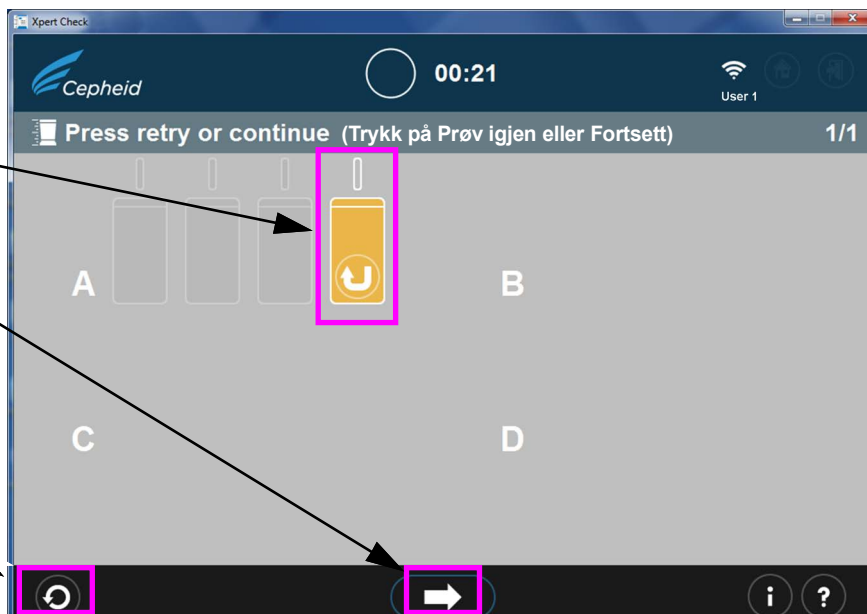 Xpert Check
Cepheid
00:21
User 1
Press retry or continue (Trykk på Prøv igjen eller Fortsett) 1/1
A B
C D
i ?